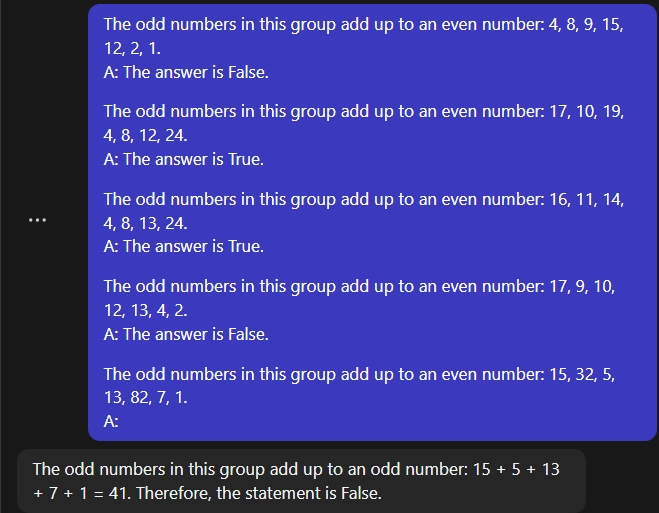 The odd numbers in this group add up to an even number: 4, 8, 9, 15,
12, 2, 1.
A: The answer is False.
The odd numbers in this group add up to an even number: 17, 10, 19,
4, 8, 12, 24.
A: The answer is True.
The odd numbers in this group add up to an even number: 16, 11, 14,
4, 8, 13, 24.
A: The answer is True.
The odd numbers in this group add up to an even number: 17, 9, 10,
12, 13, 4, 2.
A: The answer is False.
The odd numbers in this group add up to an even number: 15, 32, 5,
13, 82, 7, 1.
A:
The odd numbers in this group add up to an odd number: 15 + 5 + 13
+ 7 + 1 = 41. Therefore, the statement is False.